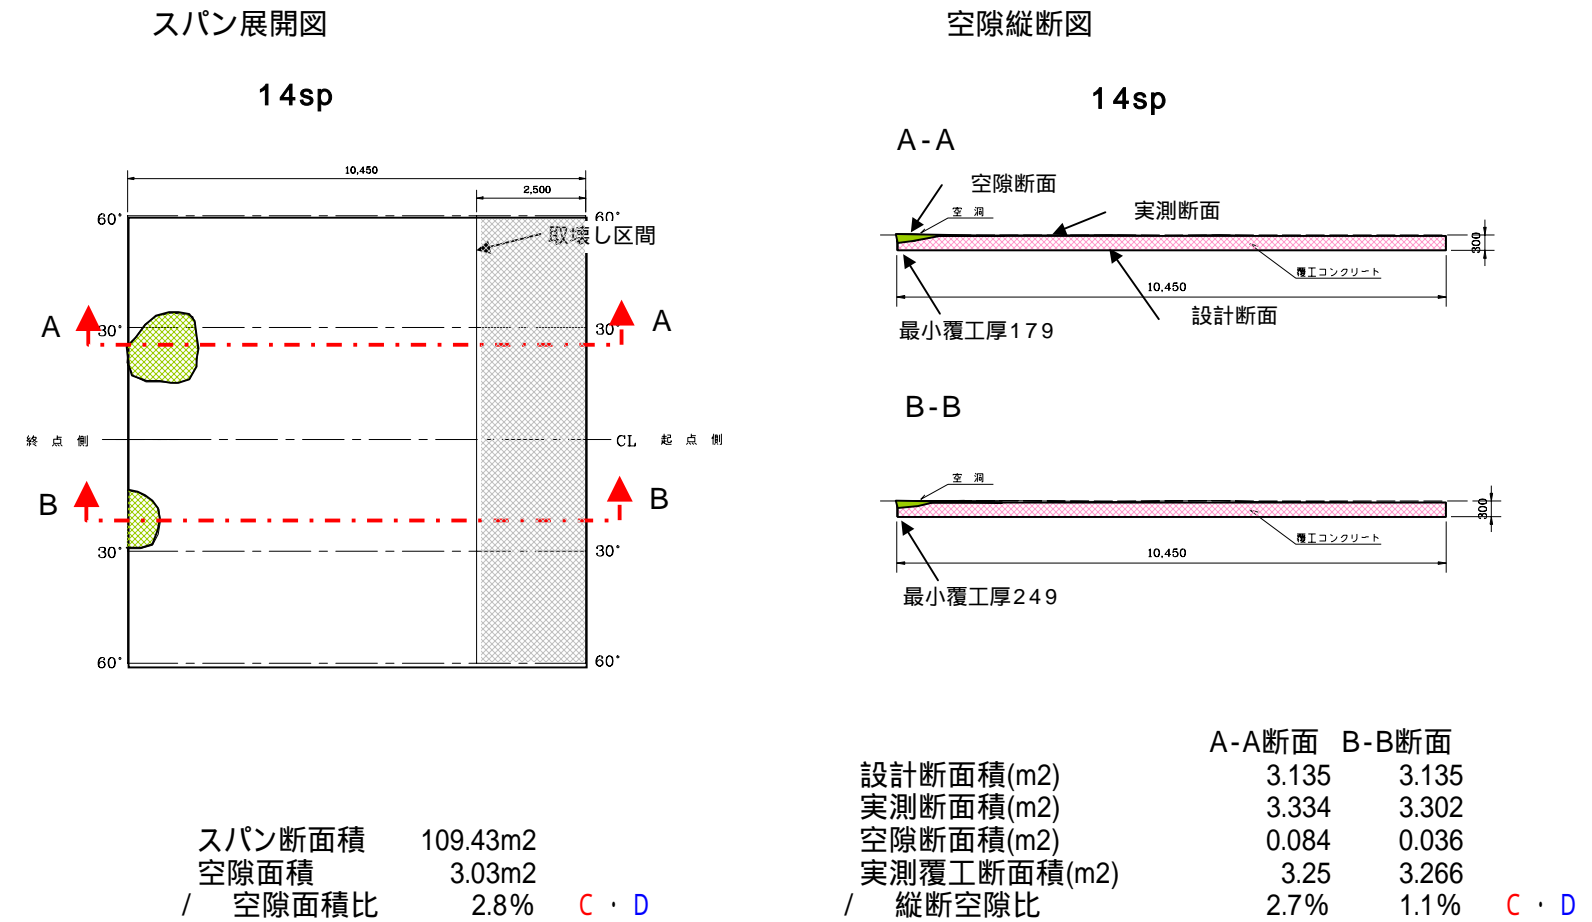 スパン展開図
空隙縦断図
14sp
14sp
A-A
10,450
2,500
60°
60°
取壊し区間
空隙断面
空洞
実測断面
300
覆工コンクリート
10,450
最小覆工厚179
設計断面
A
30°
30°
A
B-B
終点側
CL
起点側
空洞
300
覆工コンクリート
10,450
最小覆工厚249
B
B
30°
30°
60°
60°
A-A断面 B-B断面
設計断面積(m2) 3.135 3.135
実測断面積(m2) 3.334 3.302
スパン断面積 109.43m2
空隙断面積(m2) 0.084 0.036
空隙面積 3.03m2
実測覆工断面積(m2) 3.25 3.266
/ 空隙面積比 2.8% C・D
/ 縦断空隙比 2.7% 1.1% C・D